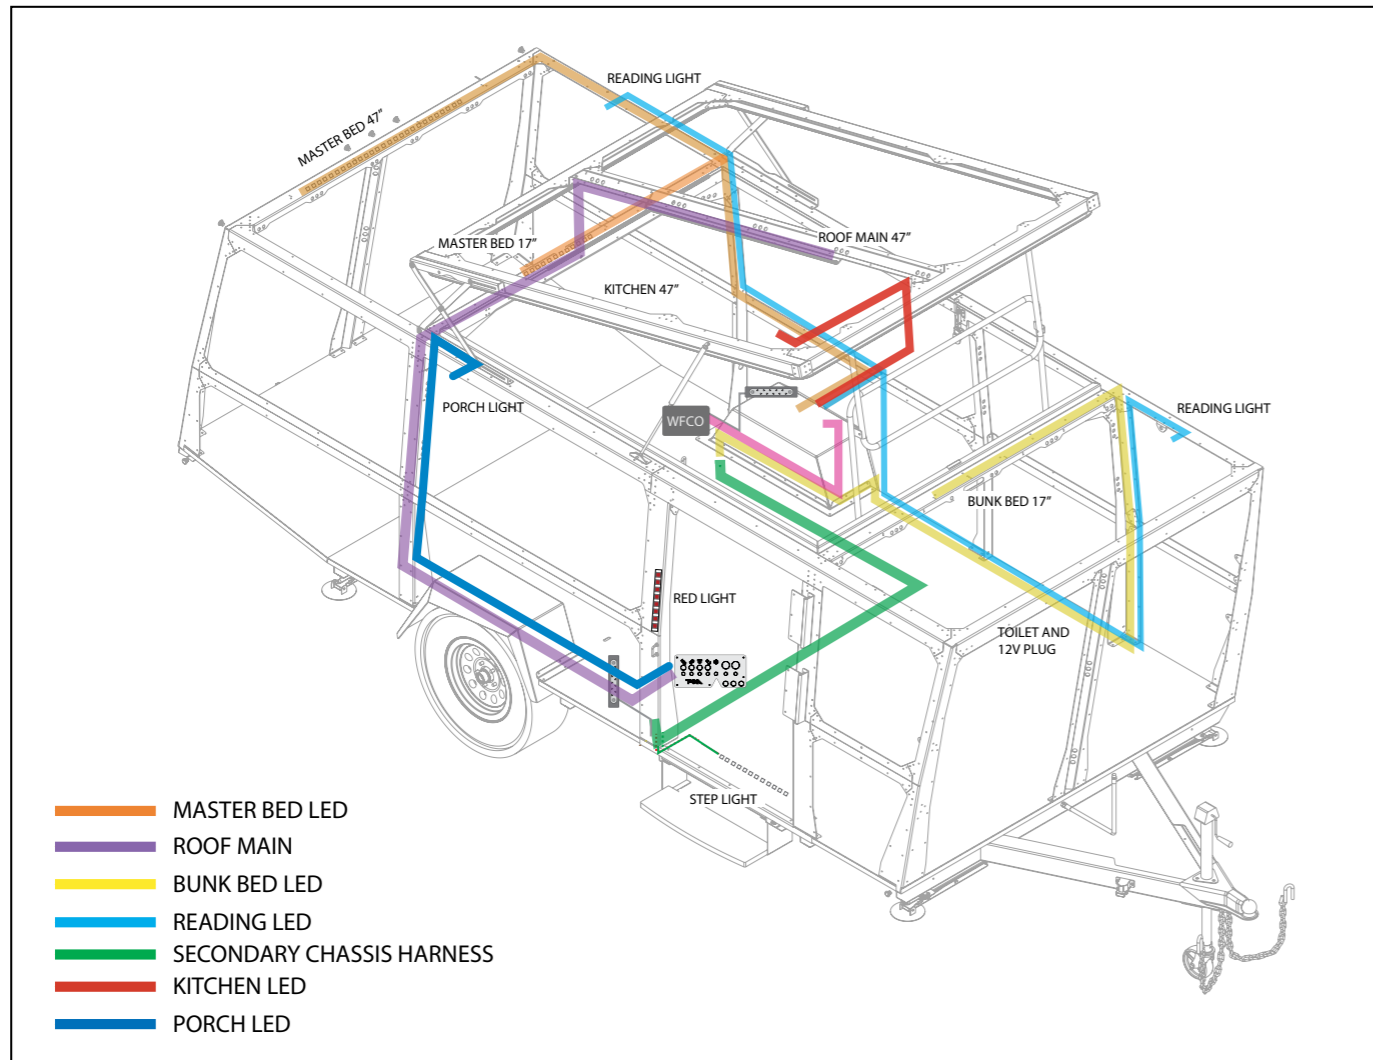 READING LIGHT
MASTER BED 47”
MASTER BED 17”
ROOF MAIN 47”
KITCHEN 47”
PORCH LIGHT
WFCO
READING LIGHT
BUNK BED 17”
RED LIGHT
TOILET AND
12V PLUG
STEP LIGHT
MASTER BED LED
ROOF MAIN
BUNK BED LED
READING LED
SECONDARY CHASSIS HARNESS
KITCHEN LED
PORCH LED